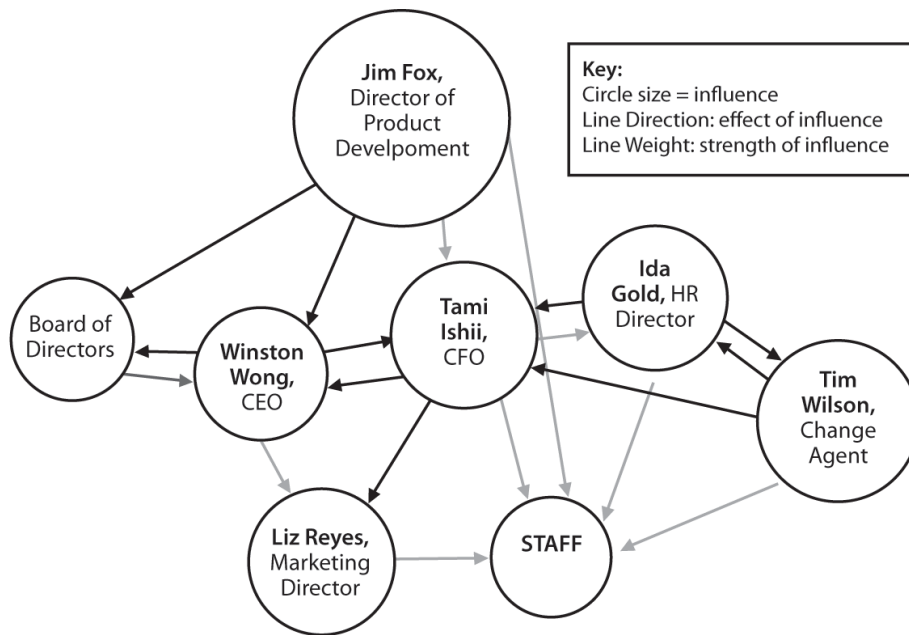 Jim Fox,
Director of
Product
Develpoment
Key:
Circle size = influence
Line Direction: effect of influence
Line Weight: strength of influence
Ida
Gold, HR
Director
Tami
Ishii,
CFO
Board of
Directors
Winston
Wong,
CEO
Tim
Wilson,
Change
Agent
Liz Reyes,
Marketing
Director
STAFF